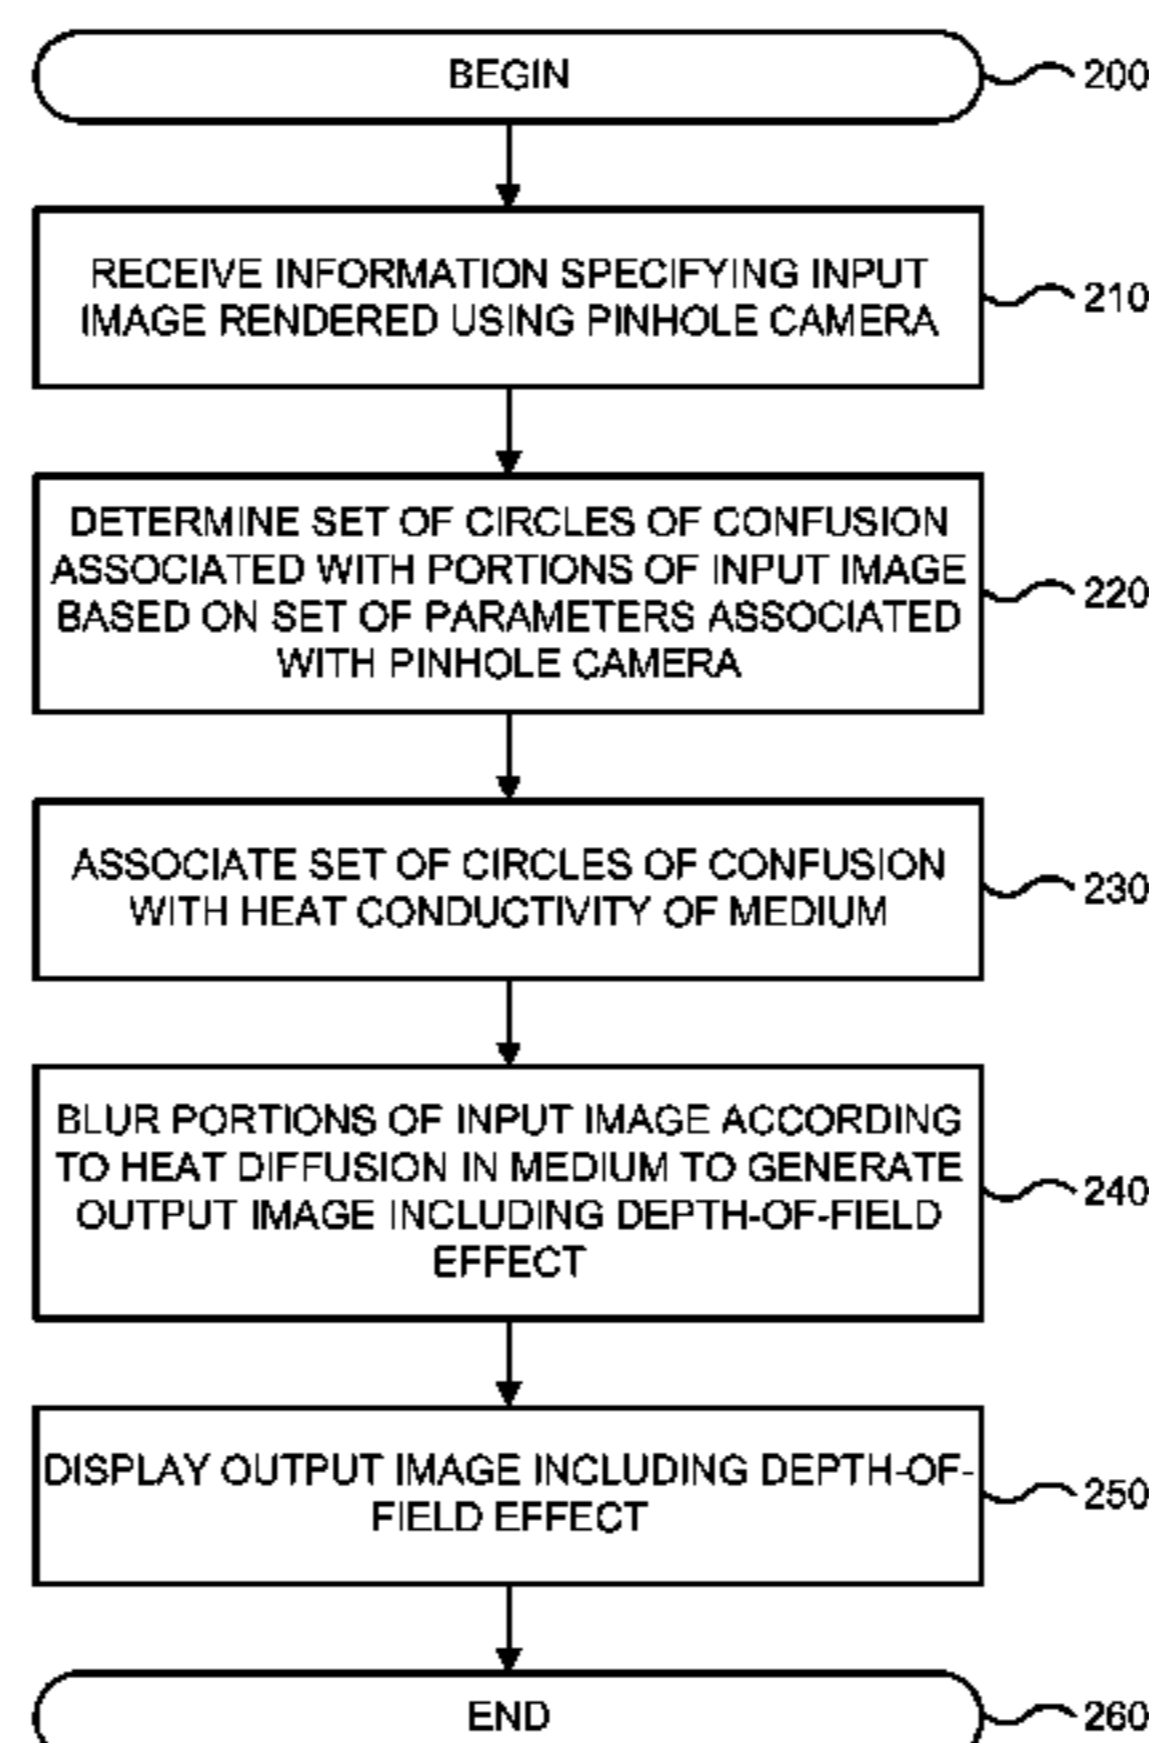 BEGIN
200
RECEIVE INFORMATION SPECIFYING INPUT
IMAGE RENDERED USING PINHOLE CAMERA
210
DETERMINE SET OF CIRCLES OF CONFUSION
ASSOCIATED WITH PORTIONS OF INPUT IMAGE
BASED ON SET OF PARAMETERS ASSOCIATED
WITH PINHOLE CAMERA
220
ASSOCIATE SET OF CIRCLES OF CONFUSION
WITH HEAT CONDUCTIVITY OF MEDIUM
230
BLUR PORTIONS OF INPUT IMAGE ACCORDING
TO HEAT DIFFUSION IN MEDIUM TO GENERATE
OUTPUT IMAGE INCLUDING DEPTH-OF-FIELD
EFFECT
240
DISPLAY OUTPUT IMAGE INCLUDING DEPTH-OF-
FIELD EFFECT
250
END
260